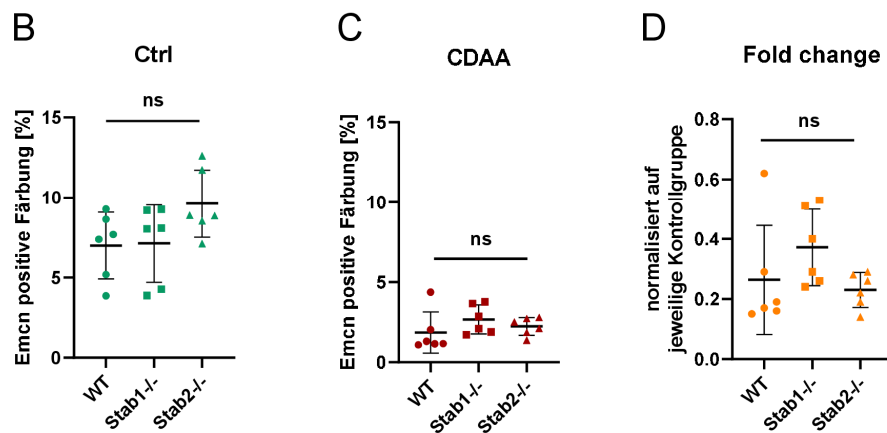 B
Ctrl
Emcn positive Färbung [%]
15
10
5
0
ns
WT
Stab1-/-
Stab2-/-
C
CDAA
Emcn positive Färbung [%]
15
10
5
0
ns
WT
Stab1-/-
Stab2-/-
D
Fold change
normalisiert auf
jeweilige Kontrollgruppe
0.8
0.6
0.4
0.2
0.0
ns
WT
Stab1-/-
Stab2-/-